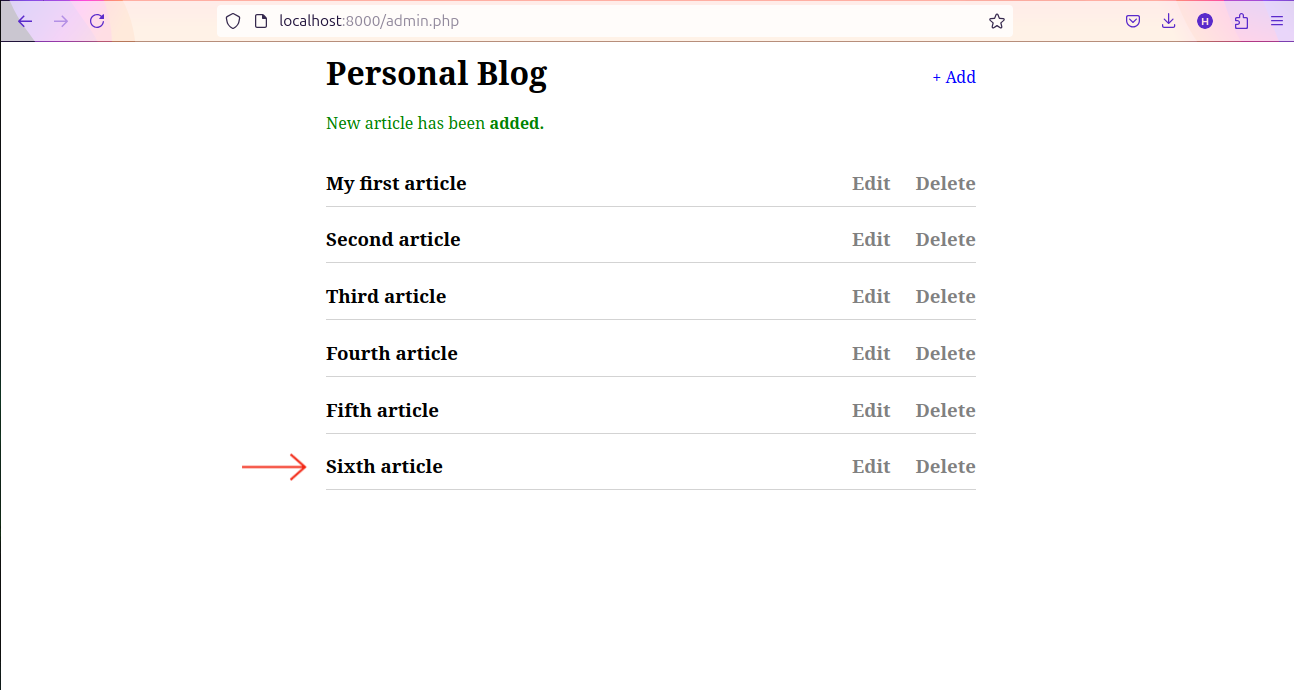 localhost:8000/admin.php
H
Personal Blog
+ Add
New article has been added.
My first article Edit Delete
Second article Edit Delete
Third article Edit Delete
Fourth article Edit Delete
Fifth article Edit Delete
Sixth article Edit Delete